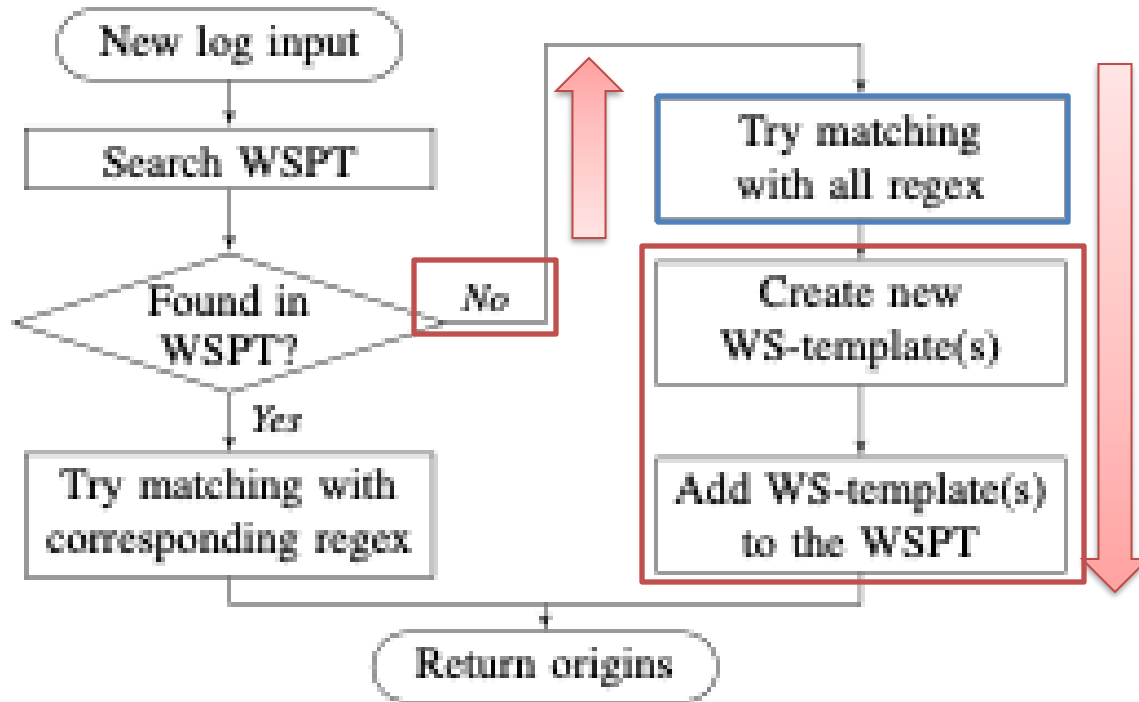 New log input
Search WSPT
Found in
WSPT?
No
Yes
Try matching with
corresponding regex
Try matching
with all regex
Create new
WS-template(s)
Add WS-template(s)
to the WSPT
Return origins